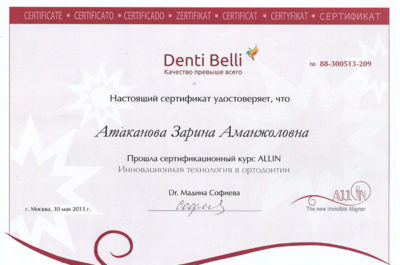 CERTIFICATE • CERTIFICATO • CERTIFICADO • ZERTIFIKAT • CERTIFICAT • CERTYFIKAT • СЕРТИФИКАТ
Denti Belli
Качество превыше всего
№ 88-300513-209
Настоящий сертификат удостоверяет, что
Атаканова Зарина Аманжоловна
Прошла сертификационный курс ALLIN
Инновационная технология в ортодонтии
Dr. Мадина Софиева
г. Москва, 30 мая 2013 г.
ALL IN
The new invisible Aligner